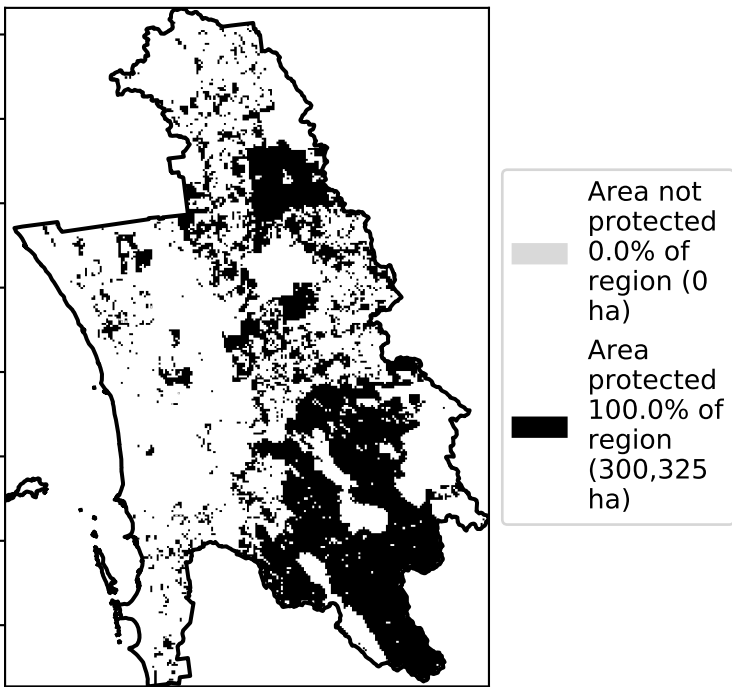 Area not
protected
0.0% of
region (0
ha)
Area
protected
100.0% of
region
(300,325
ha)